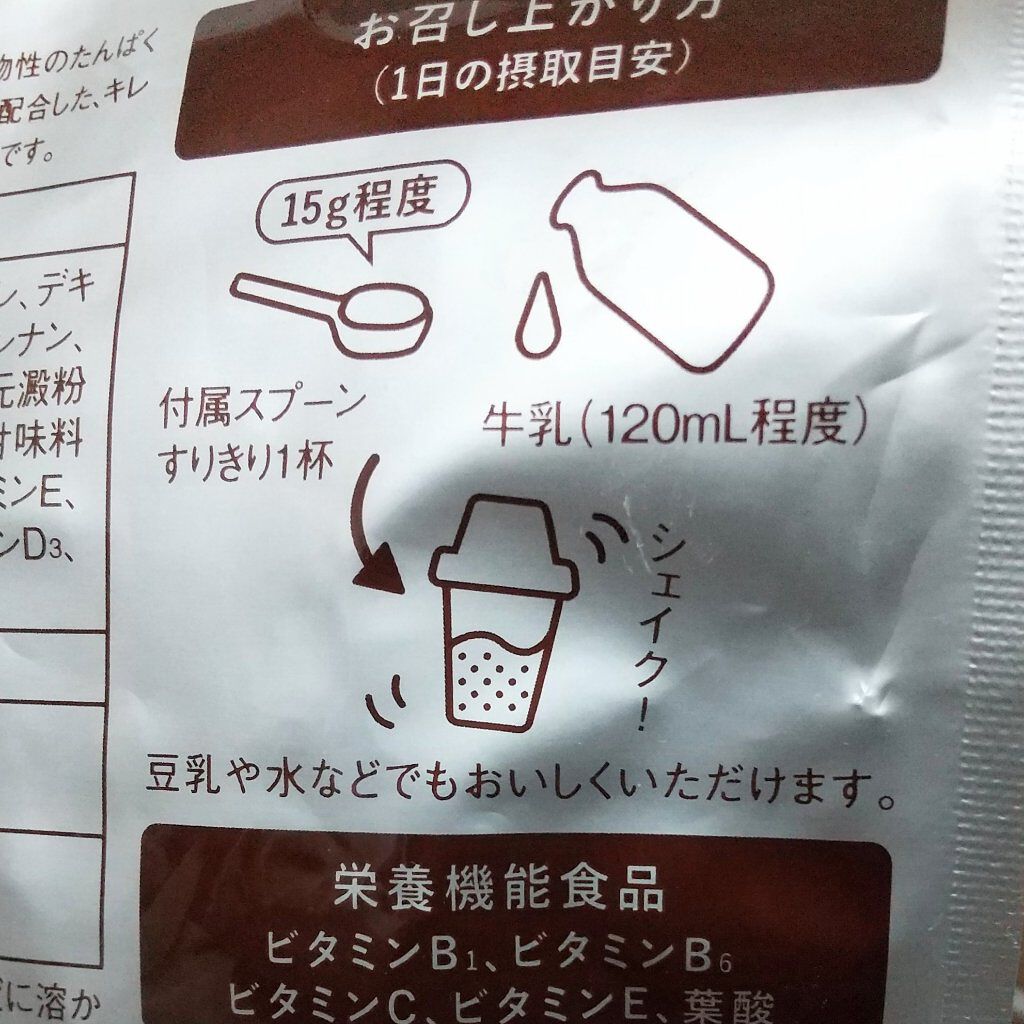 物性のたんぱく
配合した、キレ
です。
お召し上がり方
(1日の摂取目安)
15g程度
付属スプーン
すりきり1杯
牛乳(120mL程度)
シェイク!
豆乳や水などでもおいしくいただけます。
栄養機能食品
ビタミンB1、ビタミンB6
ビタミンC、ビタミンE、葉酸
ン、デキ
ナン、
元澱粉
甘味料
ミンE、
ンD3、
に溶か